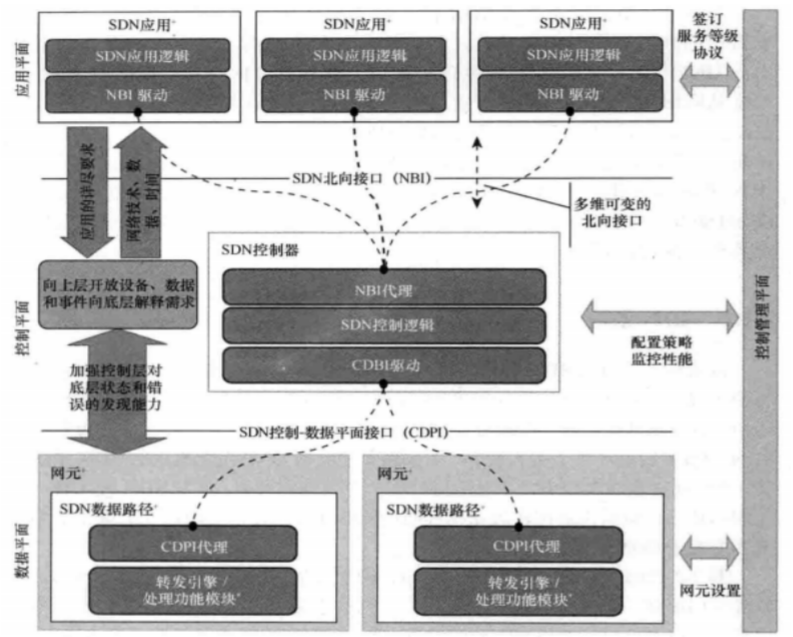 应用平面
SDN应用+
SDN应用逻辑
NBI 驱动
SDN应用+
SDN应用逻辑
NBI 驱动
SDN应用+
SDN应用逻辑
NBI 驱动
签订
服务等级
协议
应用的详尽要求
网络技术、数
据、时间
SDN北向接口(NBI)
多维可变的
北向接口
控制平面
向上层开放设备、数据
和事件向底层解释需求
SDN控制器
NBI代理
SDN控制逻辑
CDBI驱动
配置策略
监控性能
控制管理平面
加强控制层对
底层状态和错
误的发现能力
SDN控制-数据平面接口(CDPI)
数据平面
网元+
SDN数据路径+
CDPI代理
转发引擎 /
处理功能模块*
网元+
SDN数据路径+
CDPI代理
转发引擎 /
处理功能模块*
网元设置